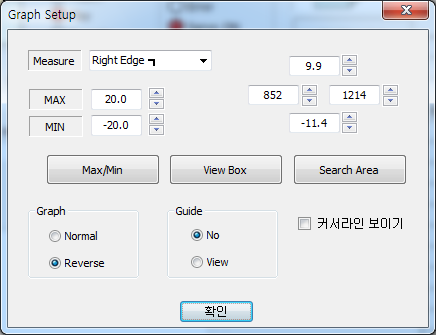 Graph Setup
Measure
Right Edge ┓
9.9
MAX
20.0
852
1214
MIN
-20.0
-11.4
Max/Min
View Box
Search Area
Graph
Guide
Normal
No
커서라인 보이기
Reverse
View
확인